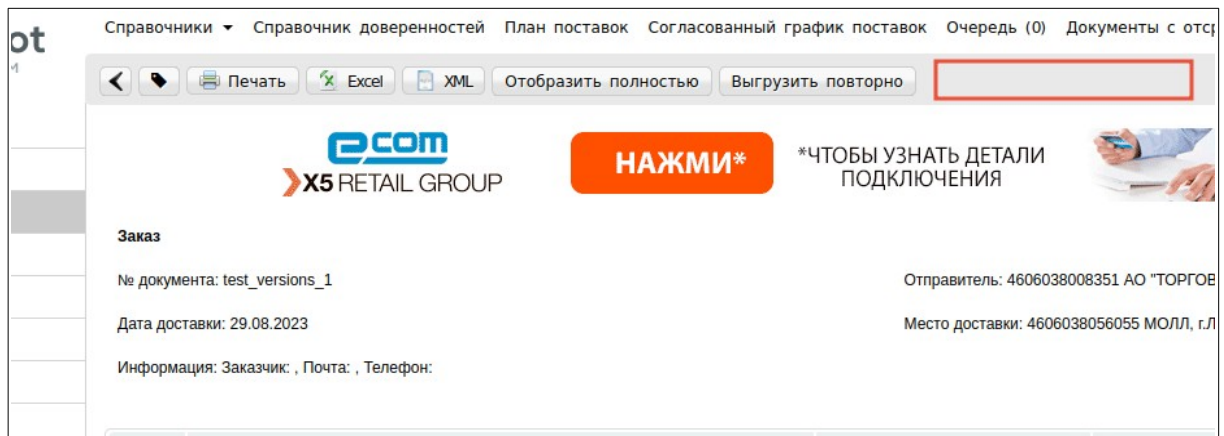 ot
Справочники Справочник доверенностей План поставок Согласованный график поставок Очередь (0) Документы с отср
Печать Excel XML Отобразить полностью Выгрузить повторно
ecom
X5 RETAIL GROUP
НАЖМИ*
*ЧТОБЫ УЗНАТЬ ДЕТАЛИ
ПОДКЛЮЧЕНИЯ
Заказ
№ документа: test_versions_1
Отправитель: 4606038008351 АО "ТОРГОВ
Дата доставки: 29.08.2023
Место доставки: 4606038056055 МОЛЛ, г.Л
Информация: Заказчик: , Почта: , Телефон: